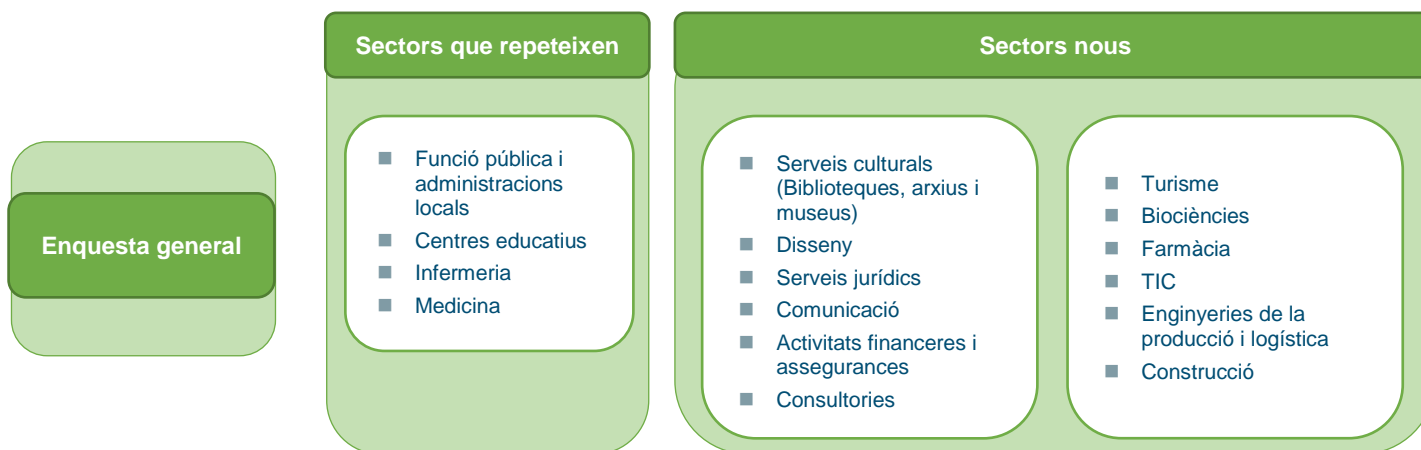 Enquesta general
Sectors que repeteixen
Funció pública i
administracions
locals
Centres educatius
Infermeria
Medicina
Sectors nous
Serveis culturals
(Biblioteques, arxius i
museus)
Disseny
Serveis jurídics
Comunicació
Activitats financeres i
assegurances
Consultories
Turisme
Biociències
Farmàcia
TIC
Enginyeries de la
producció i logística
Construcció